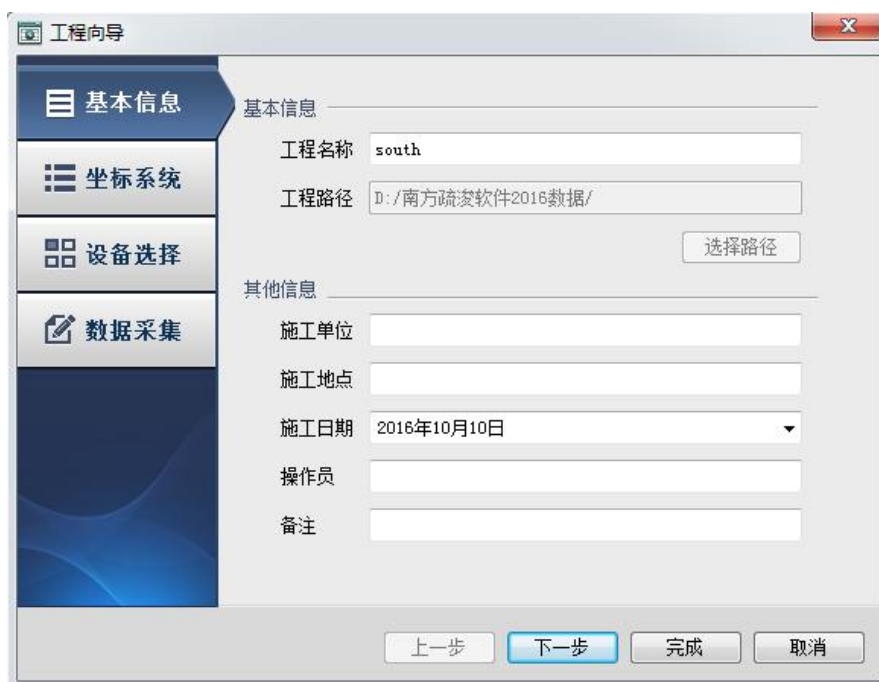 工程向导
基本信息
坐标系统
设备选择
数据采集
基本信息
工程名称 south
工程路径 D:/南方疏浚软件2016数据/
选择路径
其他信息
施工单位
施工地点
施工日期 2016年10月10日
操作员
备注
上一步 下一步 完成 取消